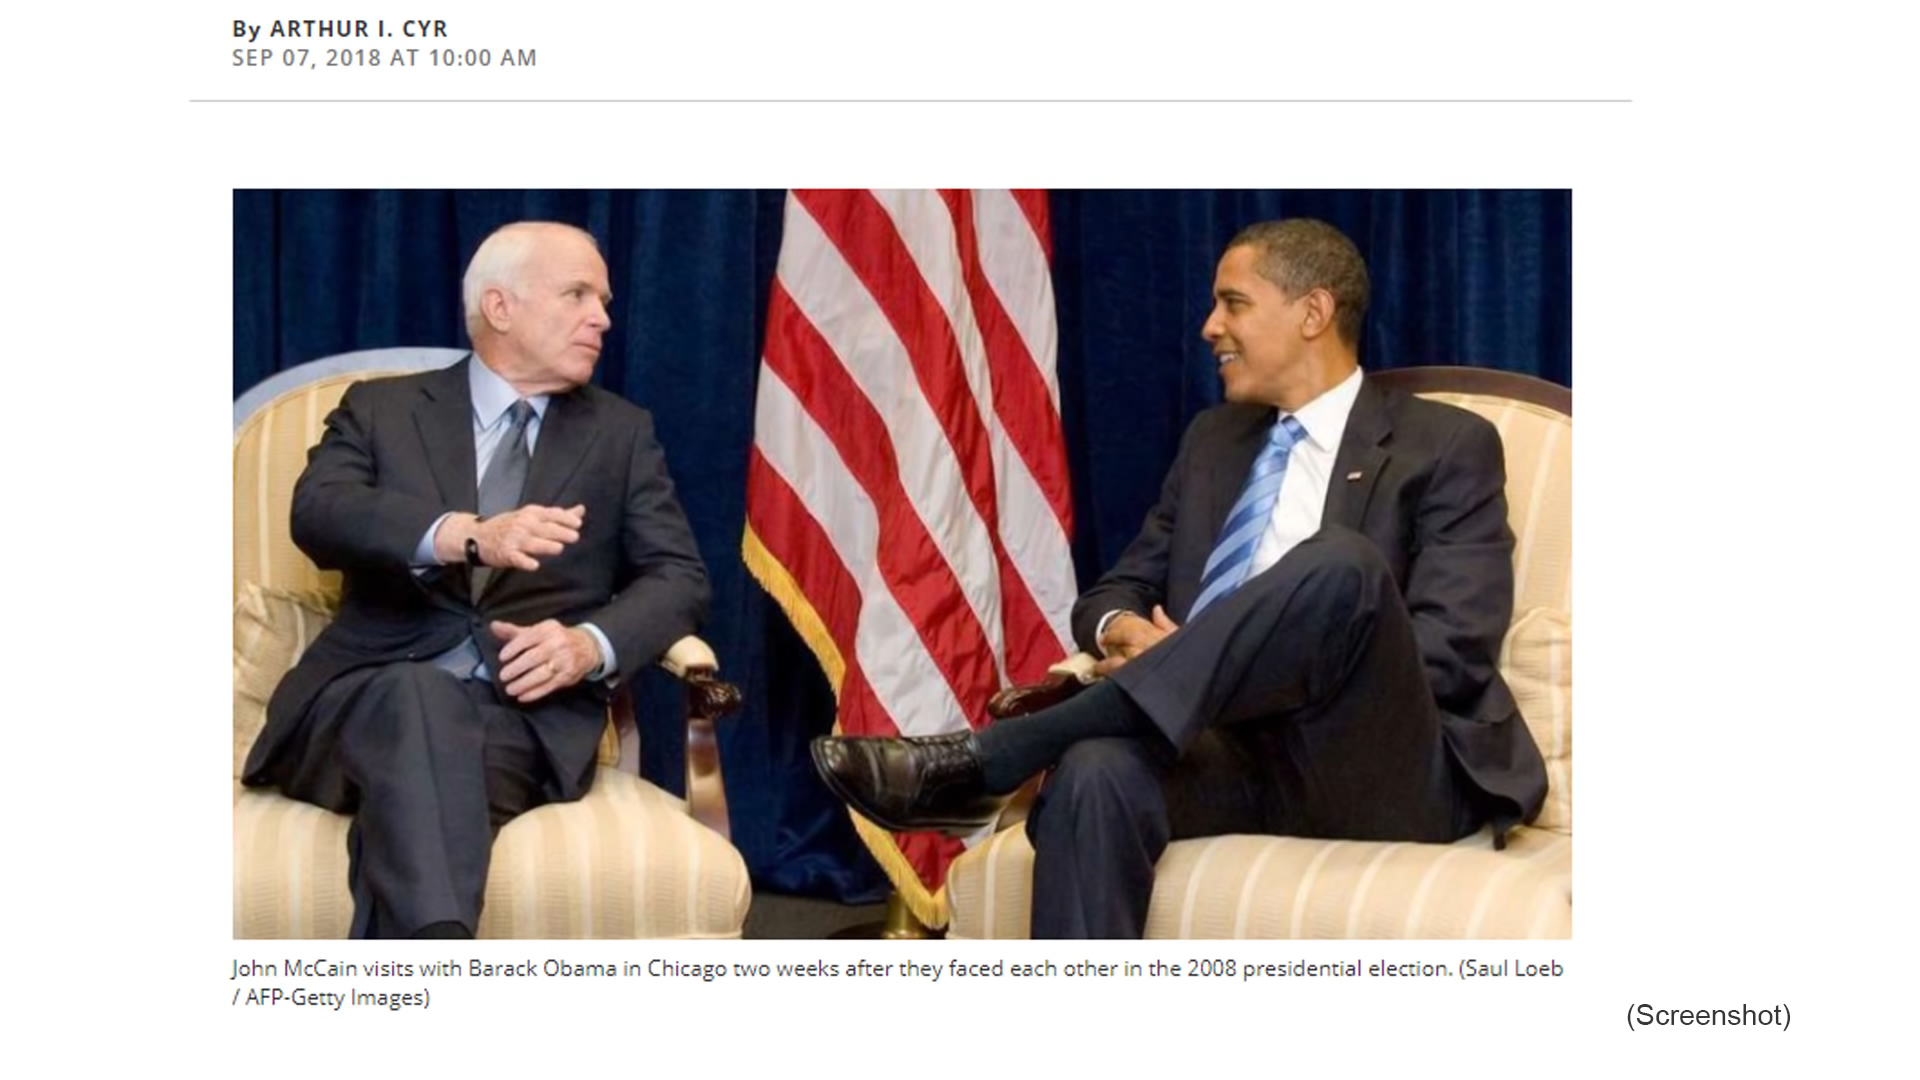 By ARTHUR I. CYR
SEP 07, 2018 AT 10:00 AM
John McCain visits with Barack Obama in Chicago two weeks after they faced each other in the 2008 presidential election. (Saul Loeb
/ AFP-Getty Images)
(Screenshot)